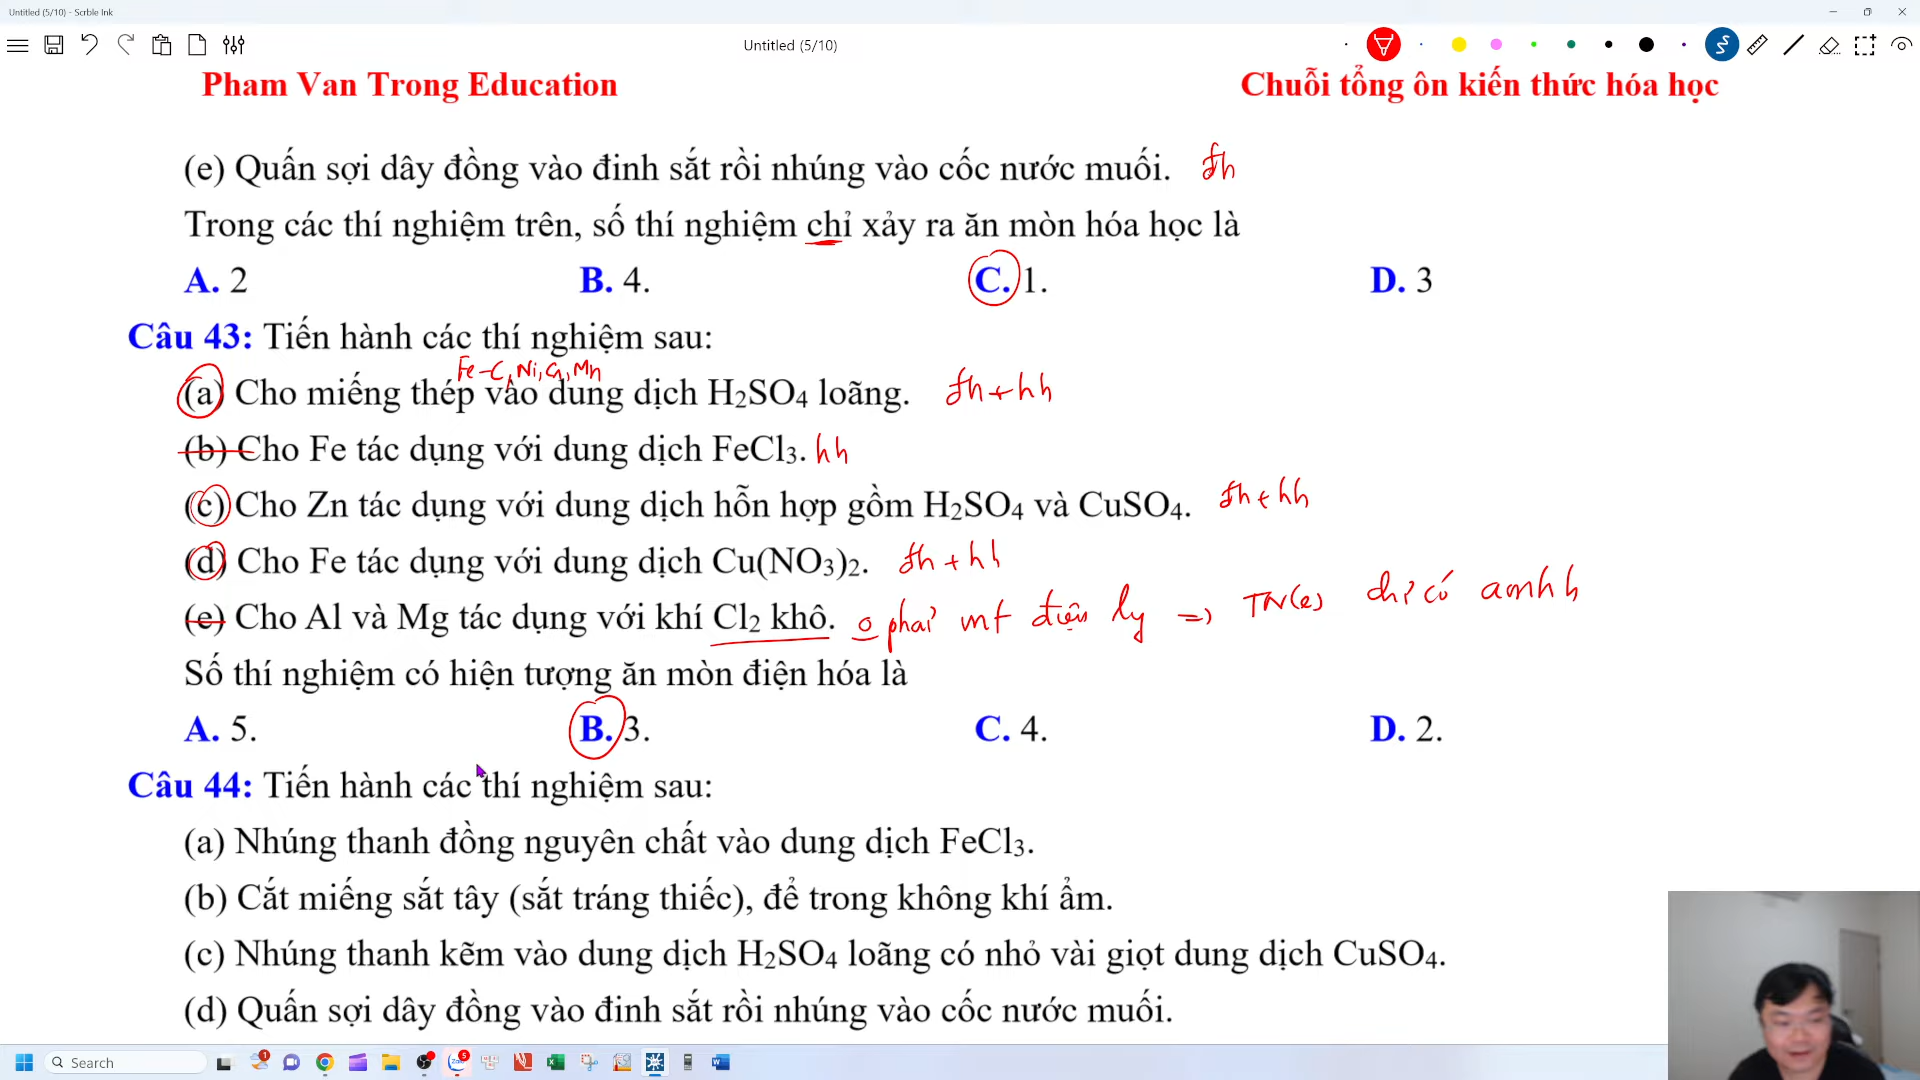 Untitled (5/10) - Scrble Ink
Untitled (5/10)
Pham Van Trong Education
Chuỗi tổng ôn kiến thức hóa học
(e) Quấn sợi dây đồng vào đinh sắt rồi nhúng vào cốc nước muối. đh
Trong các thí nghiệm trên, số thí nghiệm chỉ xảy ra ăn mòn hóa học là
A. 2 B. 4. C. 1. D. 3
Câu 43: Tiến hành các thí nghiệm sau:
Fe-C, Ni, Cr, Mn
(a) Cho miếng thép vào dung dịch H₂SO₄ loãng. đh + hh
(b) Cho Fe tác dụng với dung dịch FeCl₃. hh
(c) Cho Zn tác dụng với dung dịch hỗn hợp gồm H₂SO₄ và CuSO₄. đh + hh
(d) Cho Fe tác dụng với dung dịch Cu(NO₃)₂. đh + hh
(e) Cho Al và Mg tác dụng với khí Cl₂ khô. o phải mt điện ly => TN(e) chỉ có amhh
Số thí nghiệm có hiện tượng ăn mòn điện hóa là
A. 5. B. 3. C. 4. D. 2.
Câu 44: Tiến hành các thí nghiệm sau:
(a) Nhúng thanh đồng nguyên chất vào dung dịch FeCl₃.
(b) Cắt miếng sắt tây (sắt tráng thiếc), để trong không khí ẩm.
(c) Nhúng thanh kẽm vào dung dịch H₂SO₄ loãng có nhỏ vài giọt dung dịch CuSO₄.
(d) Quấn sợi dây đồng vào đinh sắt rồi nhúng vào cốc nước muối.
Search